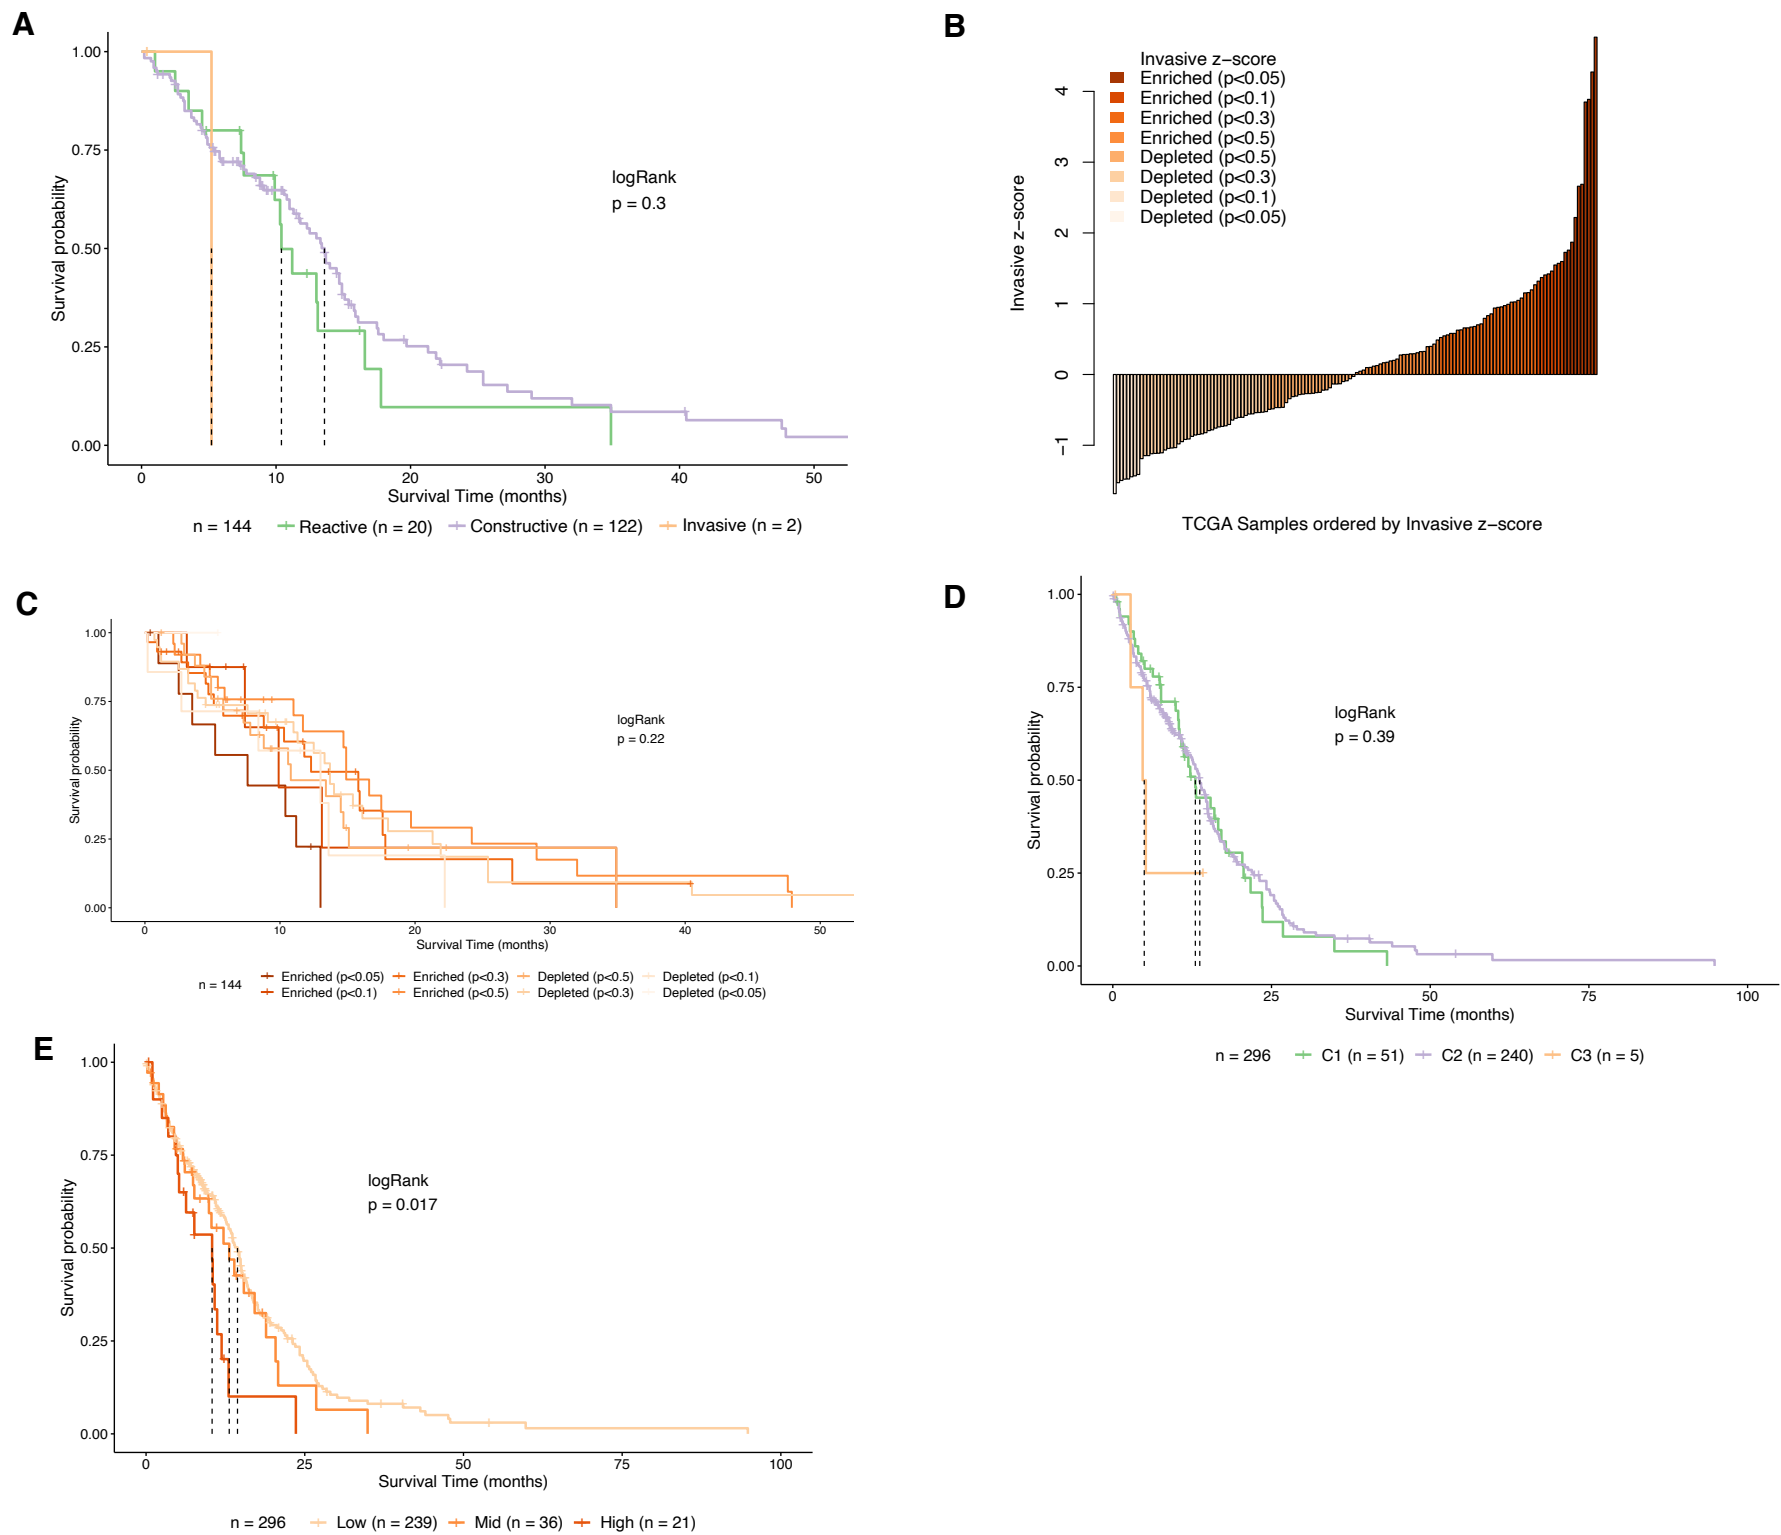 A
1.00
0.75
0.50
0.25
0.00
Survival probability
logRank
p = 0.3
0 10 20 30 40 50
Survival Time (months)
n = 144 Reactive (n = 20) Constructive (n = 122) Invasive (n = 2)
B
Invasive z−score
Enriched (p<0.05)
Enriched (p<0.1)
Enriched (p<0.3)
Enriched (p<0.5)
Depleted (p<0.5)
Depleted (p<0.3)
Depleted (p<0.1)
Depleted (p<0.05)
4
3
2
1
0
−1
Invasive z−score
TCGA Samples ordered by Invasive z−score
C
1.00
0.75
0.50
0.25
0.00
Survival probability
logRank
p = 0.22
0 10 20 30 40 50
Survival Time (months)
n = 144
Enriched (p<0.05) Enriched (p<0.3) Depleted (p<0.5) Depleted (p<0.1)
Enriched (p<0.1) Enriched (p<0.5) Depleted (p<0.3) Depleted (p<0.05)
D
1.00
0.75
0.50
0.25
0.00
Survival probability
logRank
p = 0.39
0 25 50 75 100
Survival Time (months)
n = 296 C1 (n = 51) C2 (n = 240) C3 (n = 5)
E
1.00
0.75
0.50
0.25
0.00
Survival probability
logRank
p = 0.017
0 25 50 75 100
Survival Time (months)
n = 296 Low (n = 239) Mid (n = 36) High (n = 21)